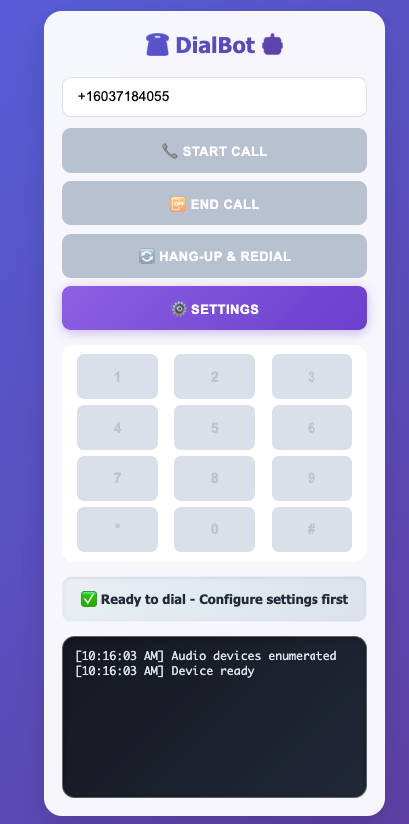 DialBot
+16037184055
START CALL
OFF END CALL
HANG-UP & REDIAL
SETTINGS
1 2 3
4 5 6
7 8 9
* 0 #
Ready to dial - Configure settings first
[10:16:03 AM] Audio devices enumerated
[10:16:03 AM] Device ready